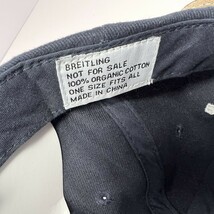 BREITLING
NOT FOR SALE
100% ORGANIC COTTON
ONE SIZE FITS ALL
MADE IN CHINA